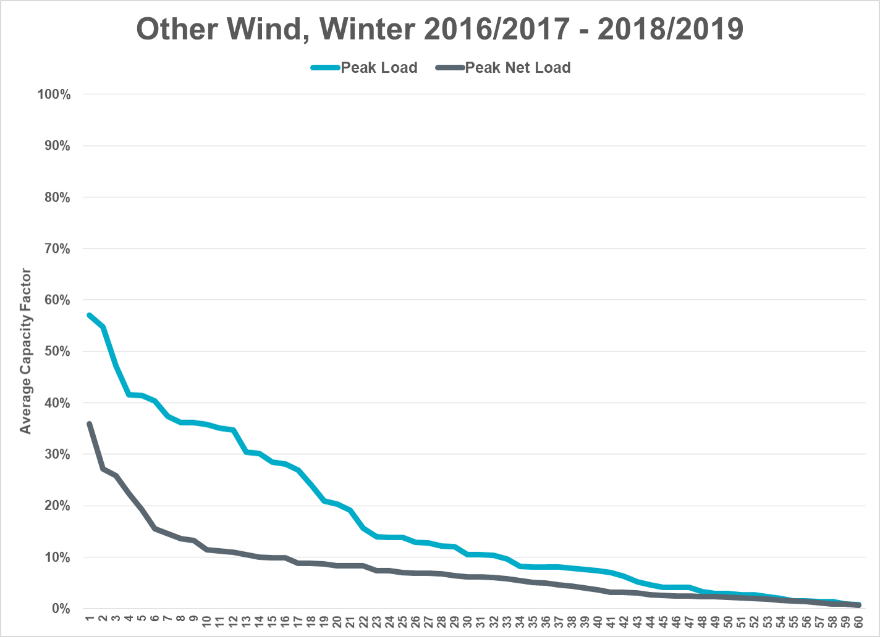 Other Wind, Winter 2016/2017 - 2018/2019
Peak Load Peak Net Load
100%
90%
80%
70%
60%
50%
40%
30%
20%
10%
0%
Average Capacity Factor
1 2 3 4 5 6 7 8 9 10 11 12 13 14 15 16 17 18 19 20 21 22 23 24 25 26 27 28 29 30 31 32 33 34 35 36 37 38 39 40 41 42 43 44 45 46 47 48 49 50 51 52 53 54 55 56 57 58 59 60